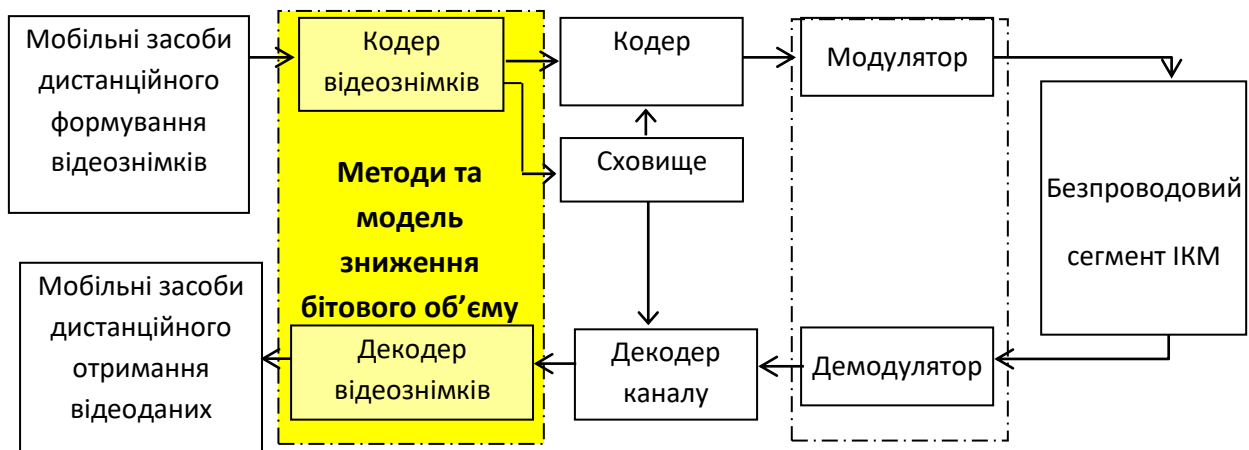 Мобільні засоби
дистанційного
формування
відеознімків
Кодер
відеознімків
Кодер
Модулятор
Сховище
Безпроводовий
сегмент ІКМ
Методи та
модель
зниження
бітового об’єму
Мобільні засоби
дистанційного
отримання
відеоданих
Декодер
відеознімків
Декодер
каналу
Демодулятор